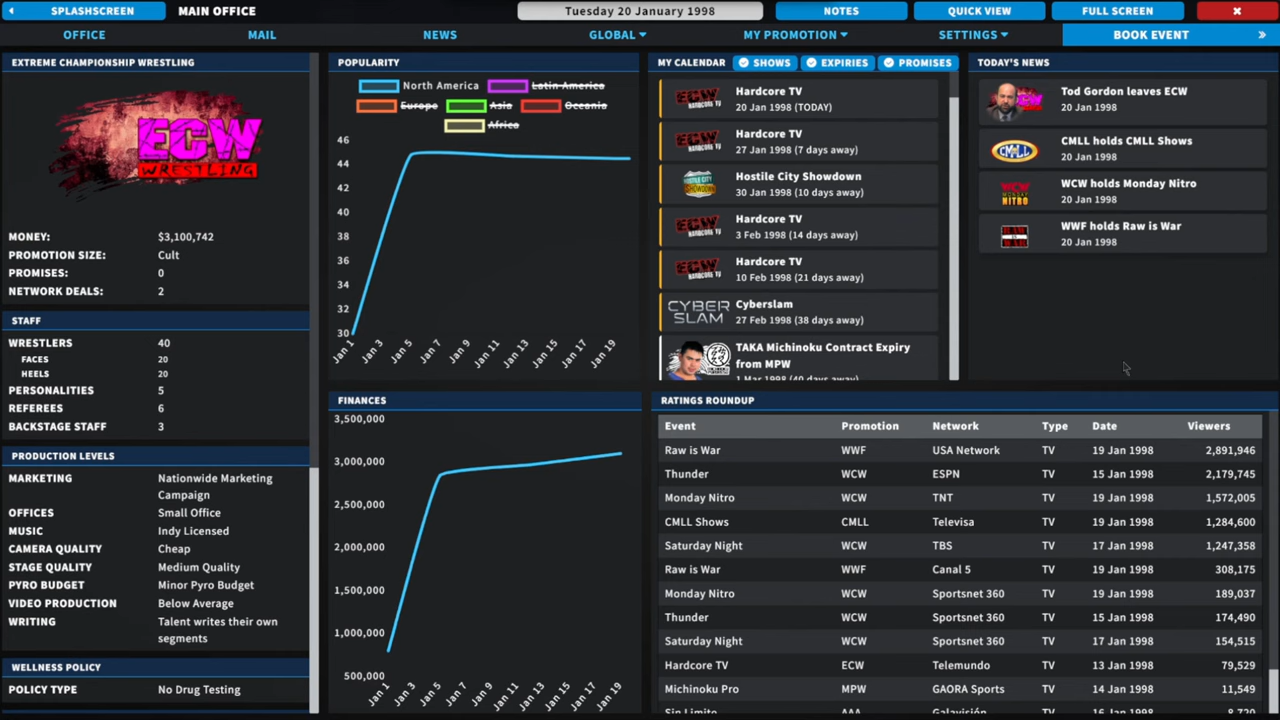 SPLASHSCREEN
MAIN OFFICE
Tuesday 20 January 1998
NOTES
QUICK VIEW
FULL SCREEN
OFFICE
MAIL
NEWS
GLOBAL
MY PROMOTION
SETTINGS
BOOK EVENT
EXTREME CHAMPIONSHIP WRESTLING
ECW
WRESTLING
MONEY: $3,100,742
PROMOTION SIZE: Cult
PROMISES: 0
NETWORK DEALS: 2
STAFF
WRESTLERS 40
FACES 20
HEELS 20
PERSONALITIES 5
REFEREES 6
BACKSTAGE STAFF 3
PRODUCTION LEVELS
MARKETING Nationwide Marketing
Campaign
OFFICES Small Office
MUSIC Indy Licensed
CAMERA QUALITY Cheap
STAGE QUALITY Medium Quality
PYRO BUDGET Minor Pyro Budget
VIDEO PRODUCTION Below Average
WRITING Talent writes their own
segments
WELLNESS POLICY
POLICY TYPE No Drug Testing
POPULARITY
North America Latin America
Europe Asia Oceania
Africa
46
44
42
40
38
36
34
32
30
Jan 1 Jan 3 Jan 5 Jan 7 Jan 9 Jan 11 Jan 13 Jan 15 Jan 17 Jan 19
FINANCES
3,500,000
3,000,000
2,500,000
2,000,000
1,500,000
1,000,000
500,000
Jan 1 Jan 3 Jan 5 Jan 7 Jan 9 Jan 11 Jan 13 Jan 15 Jan 17 Jan 19
MY CALENDAR SHOWS EXPIRIES PROMISES
Hardcore TV
20 Jan 1998 (TODAY)
Hardcore TV
27 Jan 1998 (7 days away)
Hostile City Showdown
30 Jan 1998 (10 days away)
Hardcore TV
3 Feb 1998 (14 days away)
Hardcore TV
10 Feb 1998 (21 days away)
CYBER
SLAM
Cyberslam
27 Feb 1998 (38 days away)
TAKA Michinoku Contract Expiry
from MPW
1 Mar 1998 (40 days away)
TODAY'S NEWS
Tod Gordon leaves ECW
20 Jan 1998
CMLL
CMLL holds CMLL Shows
20 Jan 1998
WCW holds Monday Nitro
20 Jan 1998
WWF holds Raw is War
20 Jan 1998
RATINGS ROUNDUP
Event Promotion Network Type Date Viewers
Raw is War WWF USA Network TV 19 Jan 1998 2,891,946
Thunder WCW ESPN TV 15 Jan 1998 2,179,745
Monday Nitro WCW TNT TV 19 Jan 1998 1,572,005
CMLL Shows CMLL Televisa TV 19 Jan 1998 1,284,600
Saturday Night WCW TBS TV 17 Jan 1998 1,247,358
Raw is War WWF Canal 5 TV 19 Jan 1998 308,175
Monday Nitro WCW Sportsnet 360 TV 19 Jan 1998 189,037
Thunder WCW Sportsnet 360 TV 15 Jan 1998 174,490
Saturday Night WCW Sportsnet 360 TV 17 Jan 1998 154,515
Hardcore TV ECW Telemundo TV 13 Jan 1998 79,529
Michinoku Pro MPW GAORA Sports TV 14 Jan 1998 11,549
Sin Limite AAA Galavisión TV 16 Jan 1998 8,720